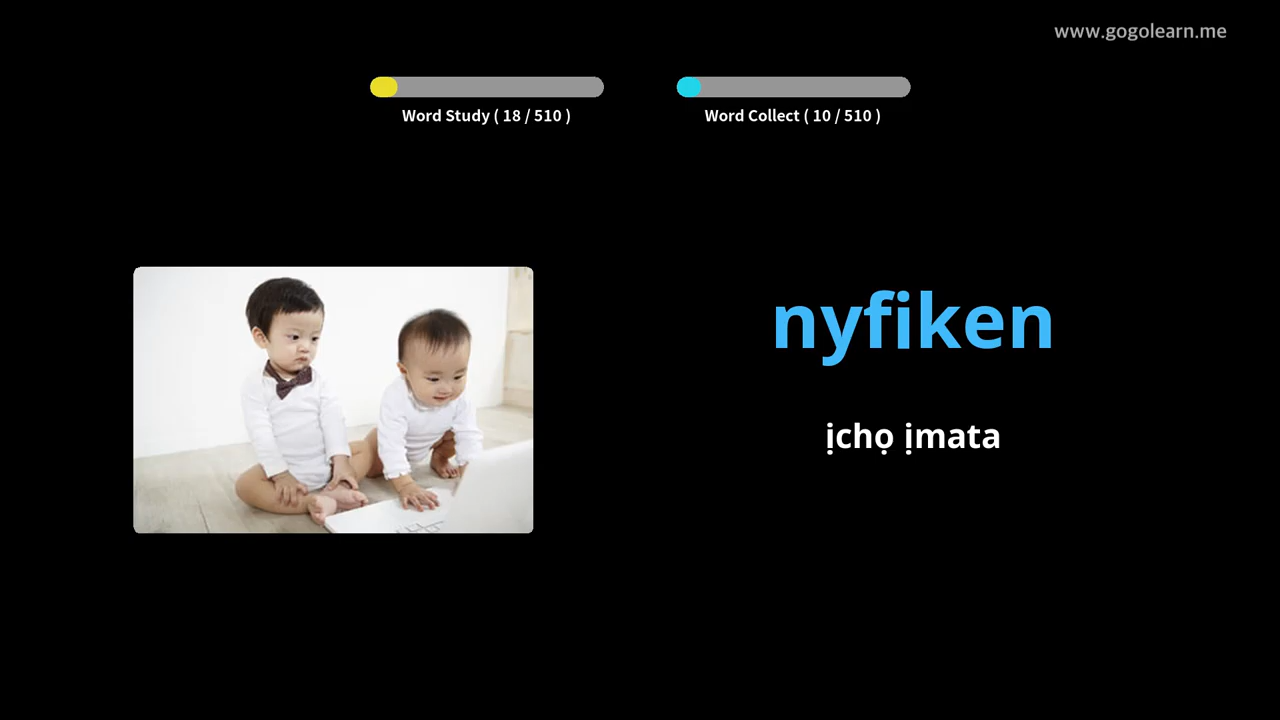 www.gogolearn.me
Word Study ( 18 / 510 )
Word Collect ( 10 / 510 )
nyfiken
ịchọ ịmata